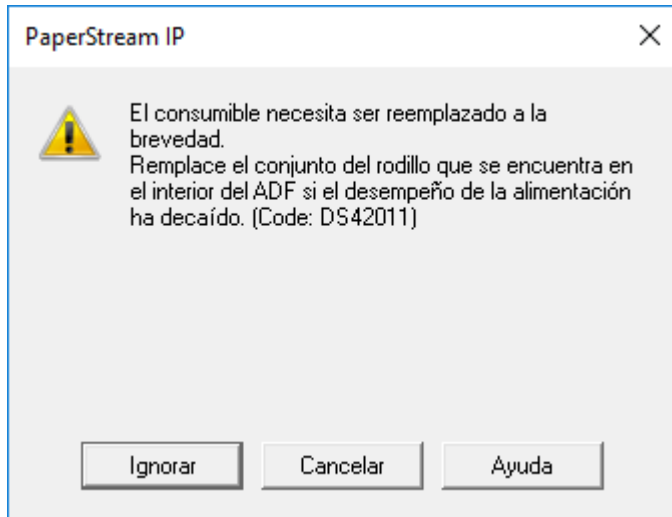 PaperStream IP
El consumible necesita ser reemplazado a la
brevedad.
Remplace el conjunto del rodillo que se encuentra en
el interior del ADF si el desempeño de la alimentación
ha decaído. (Code: DS42011)
Ignorar
Cancelar
Ayuda